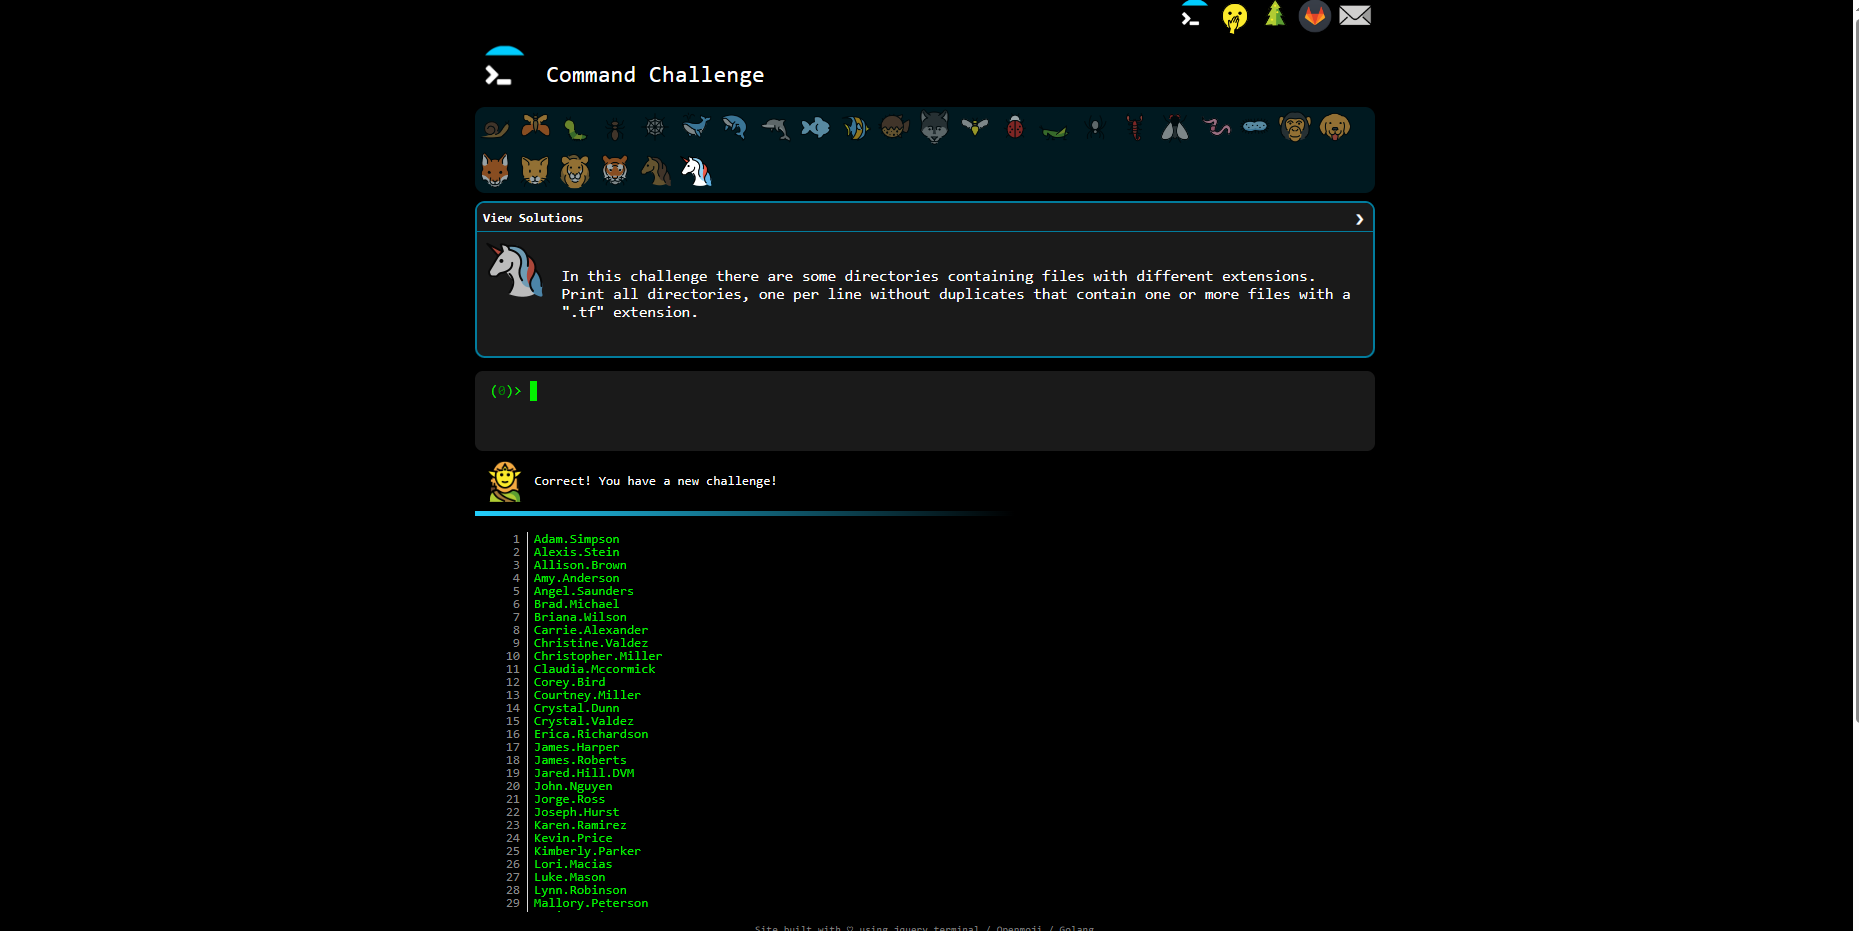 Command Challenge
View Solutions
In this challenge there are some directories containing files with different extensions.
Print all directories, one per line without duplicates that contain one or more files with a
".tf" extension.
(0)>
Correct! You have a new challenge!
1 Adam.Simpson
2 Alexis.Stein
3 Allison.Brown
4 Amy.Anderson
5 Angel.Saunders
6 Brad.Michael
7 Briana.Wilson
8 Carrie.Alexander
9 Christine.Valdez
10 Christopher.Miller
11 Claudia.Mccormick
12 Corey.Bird
13 Courtney.Miller
14 Crystal.Dunn
15 Crystal.Valdez
16 Erica.Richardson
17 James.Harper
18 James.Roberts
19 Jared.Hill.DVM
20 John.Nguyen
21 Jorge.Ross
22 Joseph.Hurst
23 Karen.Ramirez
24 Kevin.Price
25 Kimberly.Parker
26 Lori.Macias
27 Luke.Mason
28 Lynn.Robinson
29 Mallory.Peterson
Site built with ♡ using jquery terminal / Openmoji / Golang